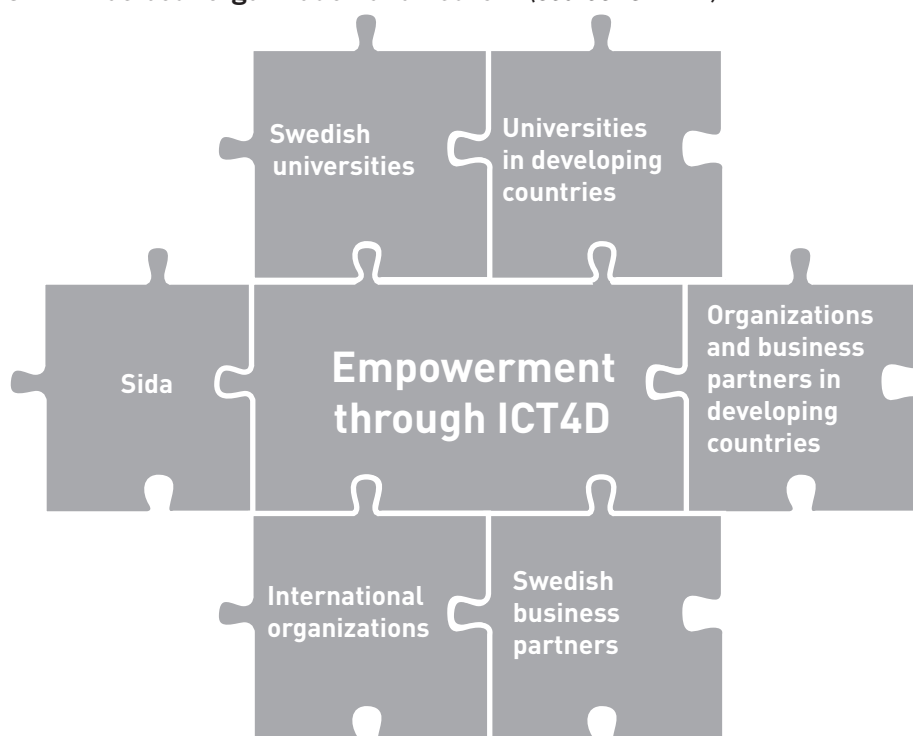 Swedish
universities
Universities
in developing
countries
Sida
Empowerment
through ICT4D
Organizations
and business
partners in
developing
countries
International
organizations
Swedish
business
partners